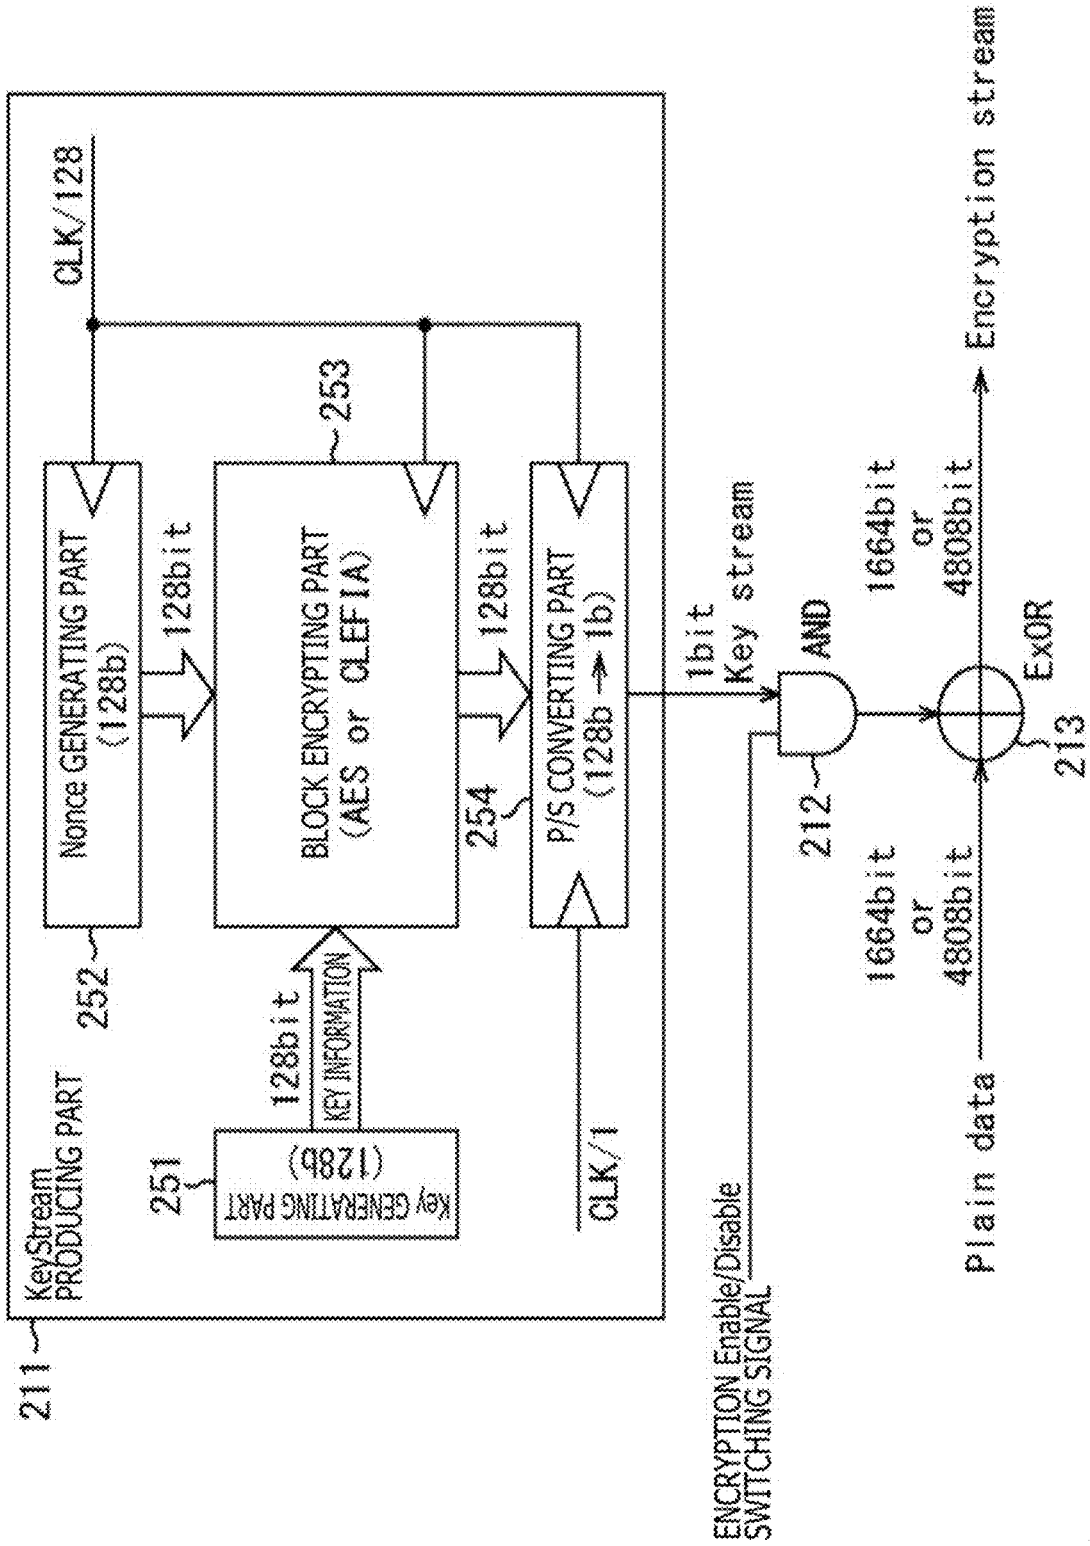 211
KeyStream
PRODUCING PART
252
Nonce GENERATING PART
(128b)
CLK/128
128bit
251
Key GENERATING PART
(128b)
128bit
KEY INFORMATION
BLOCK ENCRYPTING PART
(AES or CLEFIA)
253
128bit
254
P/S CONVERTING PART
(128b → 1b)
CLK/1
1bit
Key stream
ENCRYPTION Enable/Disable
SWITCHING SIGNAL
212
AND
1664bit
or
4808bit
1664bit
or
4808bit
Plain data
Encryption stream
ExOR
213